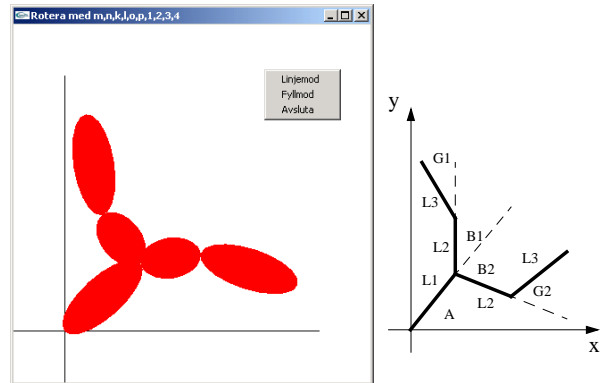 Rotera med m,n,k,l,o,p,1,2,3,4
Linjemod
Fyllmod
Avsluta
y
G1
L3
B1
L2
L3
B2
L1
G2
L2
A
x